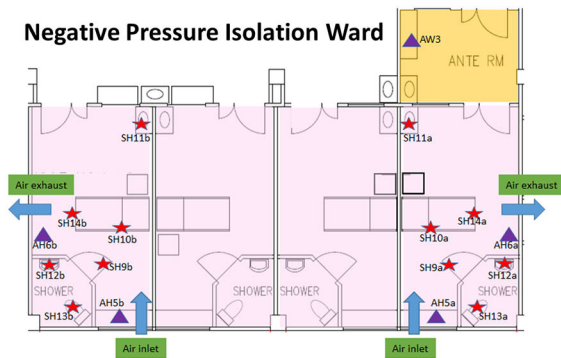 Negative Pressure Isolation Ward
AW3
ANTE RM
SH11b
SH11a
Air exhaust
Air exhaust
SH14b
SH10b
SH14a
SH10a
AH6b
AH6a
SH12b
SH9b
SH9a
SH12a
SHOWER
SHOWER
SHOWER
SHOWER
AH5b
AH5a
SH13b
SH13a
Air inlet
Air inlet